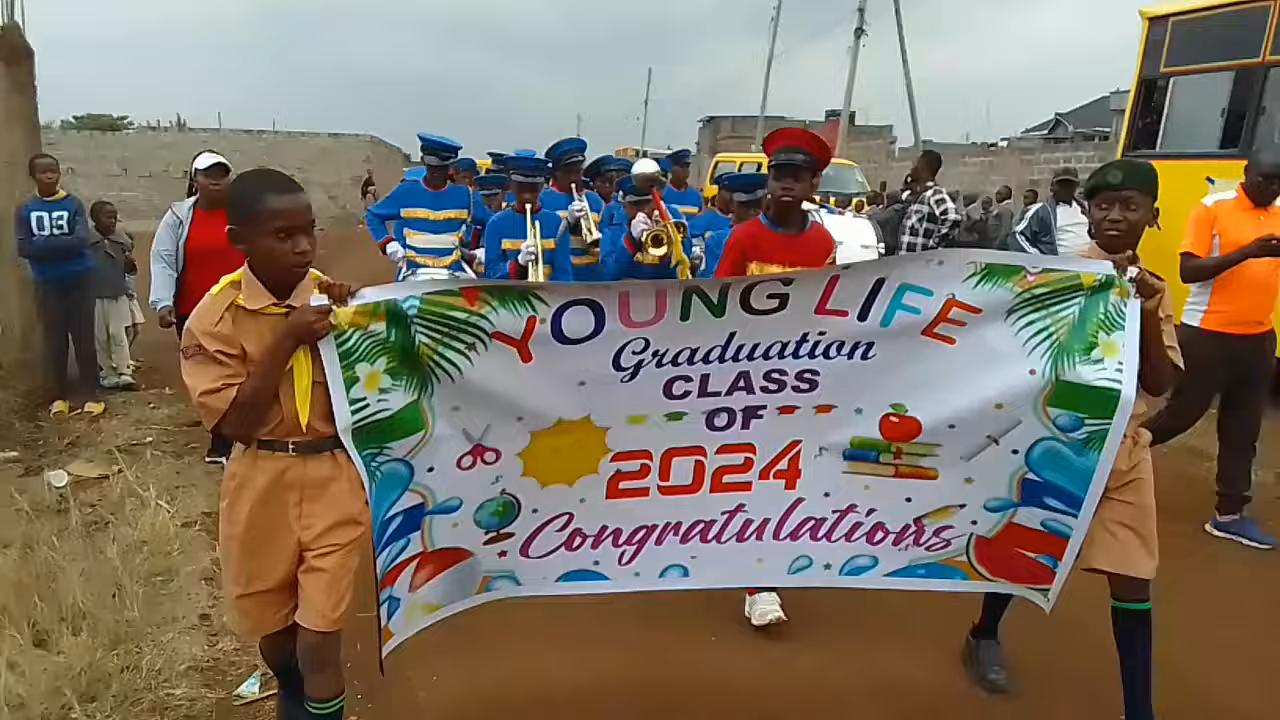 YOUNG LIFE
Graduation
CLASS
OF
2024
Congratulations
03